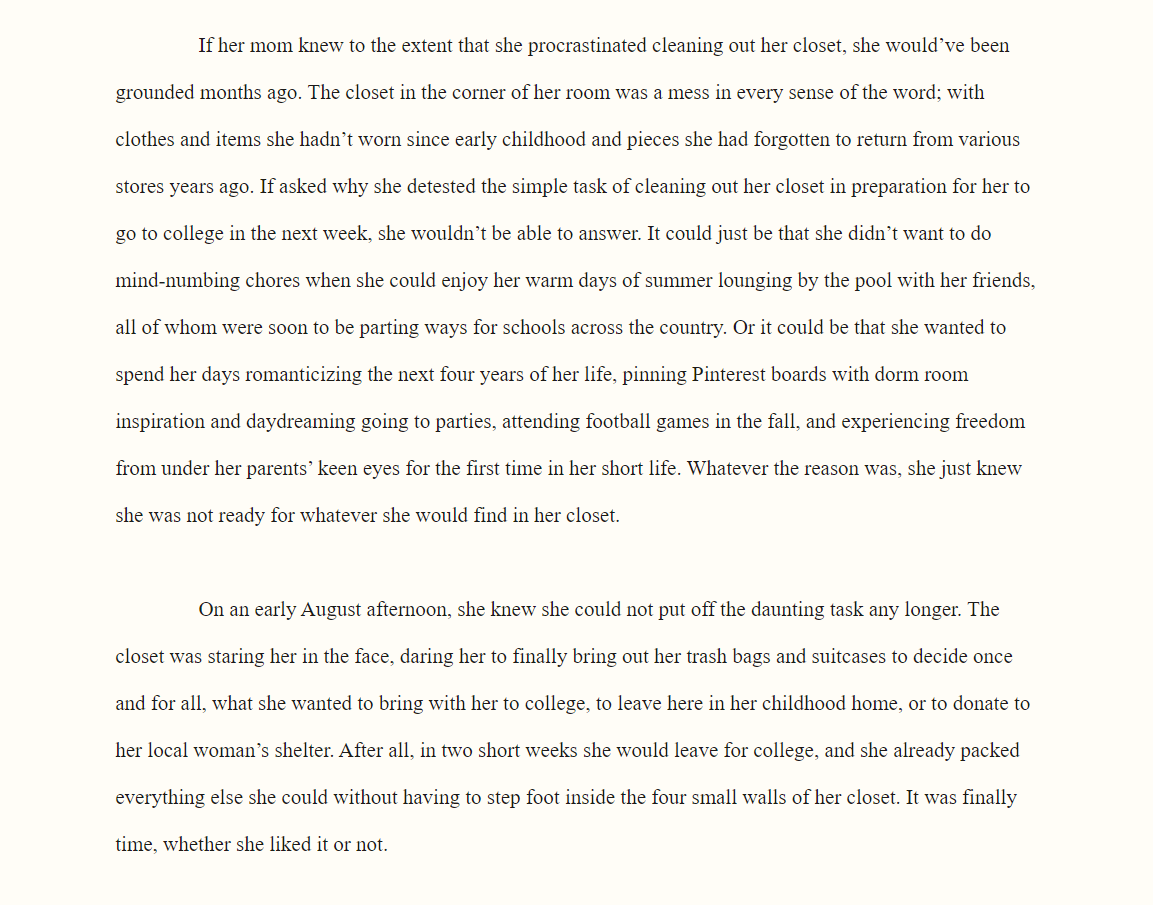 If her mom knew to the extent that she procrastinated cleaning out her closet, she would’ve been
grounded months ago. The closet in the corner of her room was a mess in every sense of the word; with
clothes and items she hadn’t worn since early childhood and pieces she had forgotten to return from various
stores years ago. If asked why she detested the simple task of cleaning out her closet in preparation for her to
go to college in the next week, she wouldn’t be able to answer. It could just be that she didn’t want to do
mind-numbing chores when she could enjoy her warm days of summer lounging by the pool with her friends,
all of whom were soon to be parting ways for schools across the country. Or it could be that she wanted to
spend her days romanticizing the next four years of her life, pinning Pinterest boards with dorm room
inspiration and daydreaming going to parties, attending football games in the fall, and experiencing freedom
from under her parents’ keen eyes for the first time in her short life. Whatever the reason was, she just knew
she was not ready for whatever she would find in her closet.
On an early August afternoon, she knew she could not put off the daunting task any longer. The
closet was staring her in the face, daring her to finally bring out her trash bags and suitcases to decide once
and for all, what she wanted to bring with her to college, to leave here in her childhood home, or to donate to
her local woman’s shelter. After all, in two short weeks she would leave for college, and she already packed
everything else she could without having to step foot inside the four small walls of her closet. It was finally
time, whether she liked it or not.